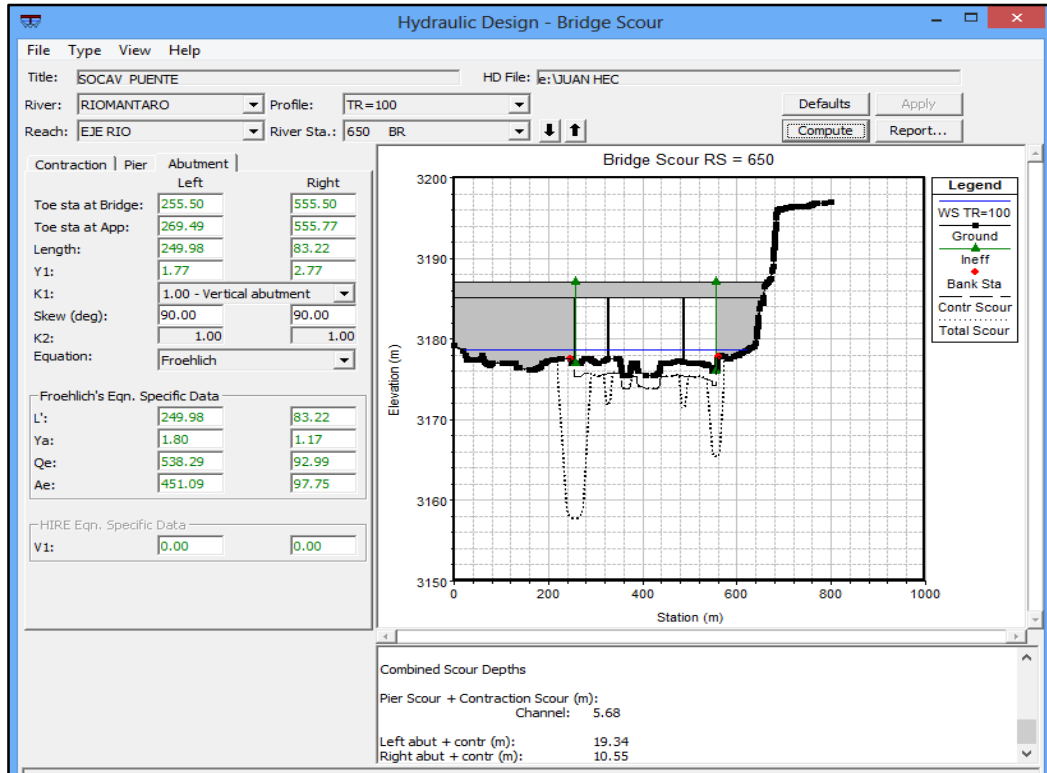 Hydraulic Design - Bridge Scour
File Type View Help
Title: SOCAV PUENTE HD File: e:\JUAN HEC
River: RIOMANTARO Profile: TR=100 Defaults Apply
Reach: EJE RIO River Sta.: 650 BR Compute Report...
Contraction Pier Abutment
Left Right
Toe sta at Bridge: 255.50 555.50
Toe sta at App: 269.49 555.77
Length: 249.98 83.22
Y1: 1.77 2.77
K1: 1.00 - Vertical abutment
Skew (deg): 90.00 90.00
K2: 1.00 1.00
Equation: Froehlich
Froehlich's Eqn. Specific Data
L': 249.98 83.22
Ya: 1.80 1.17
Qe: 538.29 92.99
Ae: 451.09 97.75
HIRE Eqn. Specific Data
V1: 0.00 0.00
Bridge Scour RS = 650
3200
3190
3180
3170
3160
3150
Elevation (m)
0 200 400 600 800 1000
Station (m)
Legend
WS TR=100
Ground
Ineff
Bank Sta
Contr Scour
Total Scour
Combined Scour Depths
Pier Scour + Contraction Scour (m):
Channel: 5.68
Left abut + contr (m): 19.34
Right abut + contr (m): 10.55